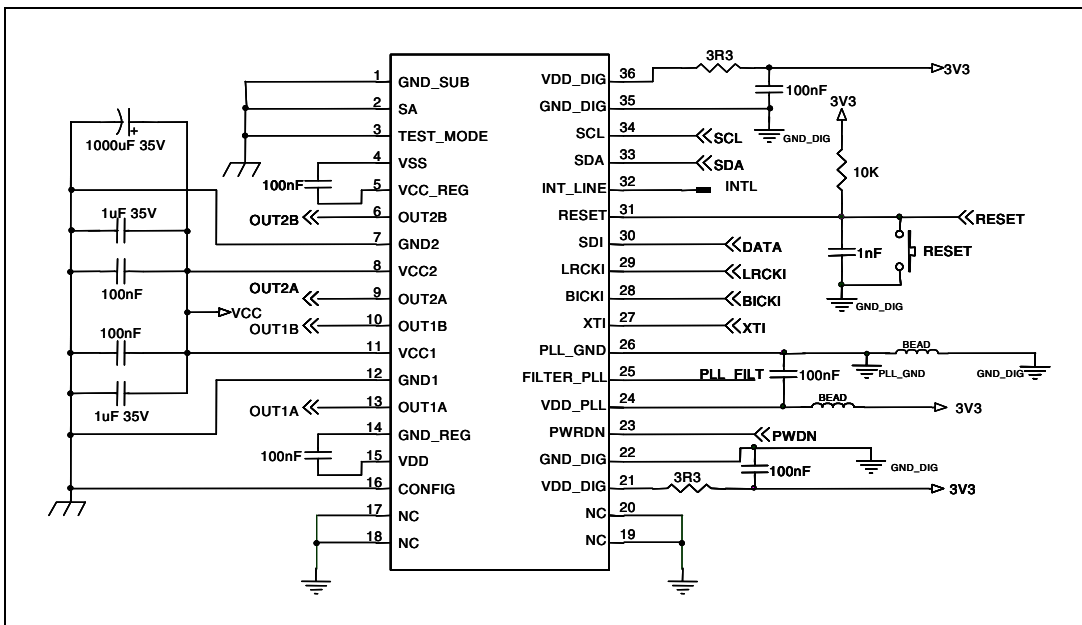 1 GND_SUB
2 SA
3 TEST_MODE
4 VSS
5 VCC_REG
6 OUT2B
7 GND2
8 VCC2
9 OUT2A
10 OUT1B
11 VCC1
12 GND1
13 OUT1A
14 GND_REG
15 VDD
16 CONFIG
17 NC
18 NC
VDD_DIG 36
GND_DIG 35
SCL 34
SDA 33
INT_LINE 32
RESET 31
SDI 30
LRCKI 29
BICKI 28
XTI 27
PLL_GND 26
FILTER_PLL 25
VDD_PLL 24
PWRDN 23
GND_DIG 22
VDD_DIG 21
NC 20
NC 19
1000uF 35V
+
100nF
OUT2B
1uF 35V
100nF
OUT2A
VCC
OUT1B
100nF
1uF 35V
OUT1A
100nF
3R3
3V3
100nF
GND_DIG
3V3
SCL
SDA
10K
INTL
RESET
1nF
RESET
DATA
LRCKI
BICKI
GND_DIG
XTI
BEAD
PLL_FILT
100nF
PLL_GND
GND_DIG
BEAD
3V3
PWDN
100nF
GND_DIG
3R3
3V3